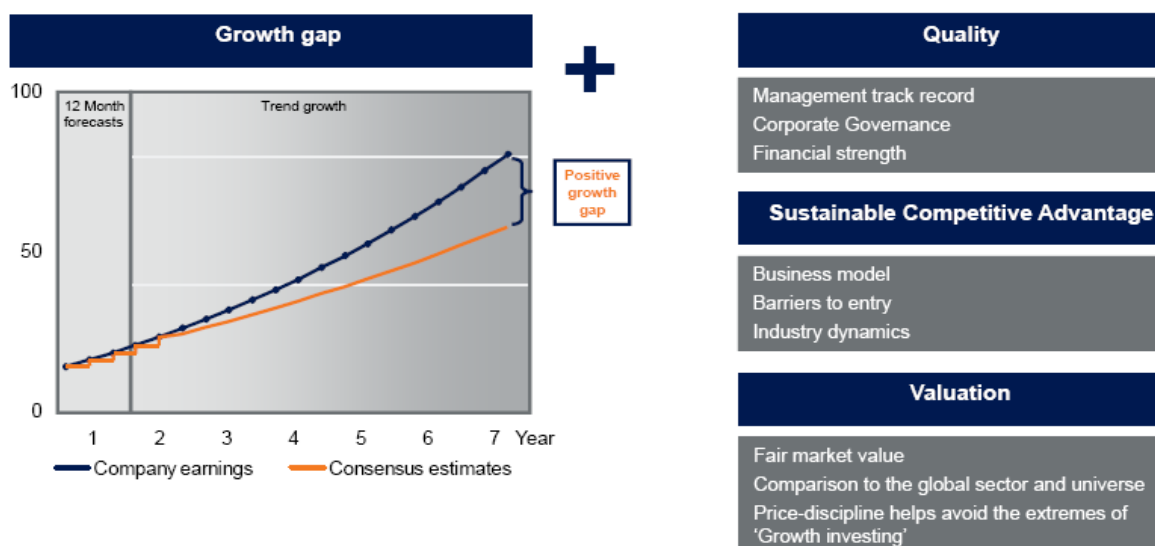 Growth gap
100
12 Month
forecasts
Trend growth
50
0
1 2 3 4 5 6 7 Year
Company earnings Consensus estimates
+
Positive
growth
gap
Quality
Management track record
Corporate Governance
Financial strength
Sustainable Competitive Advantage
Business model
Barriers to entry
Industry dynamics
Valuation
Fair market value
Comparison to the global sector and universe
Price-discipline helps avoid the extremes of
‘Growth investing’